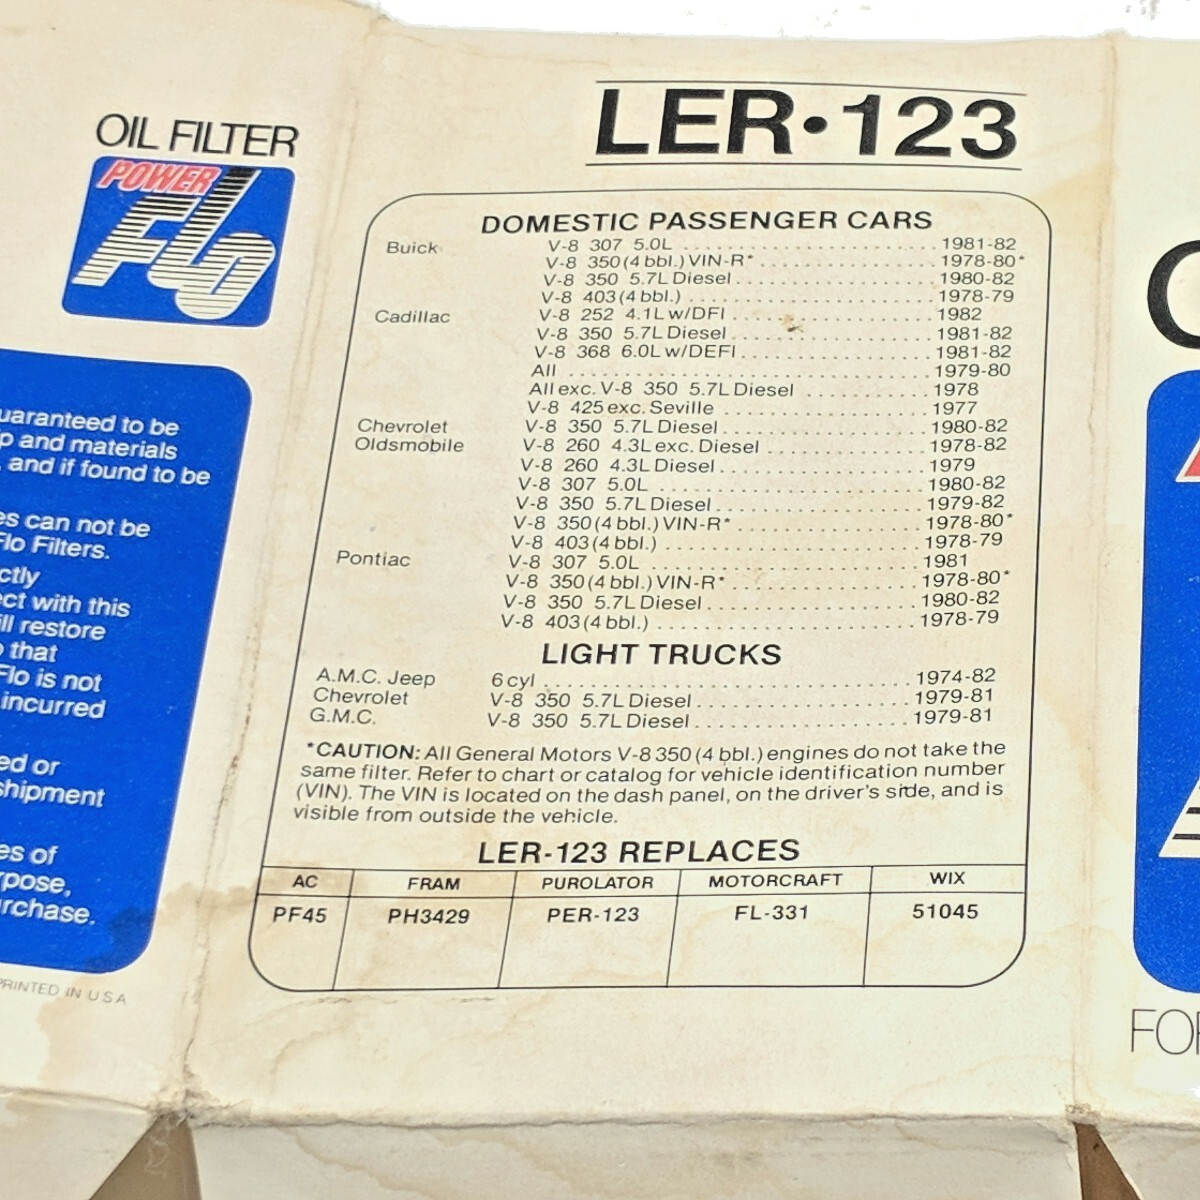 OIL FILTER
POWER
FLO
uaranteed to be
p and materials
, and if found to be
es can not be
Flo Filters.
ctly
ect with this
ill restore
o that
Flo is not
incurred
ed or
shipment
es of
rpose,
urchase.
PRINTED IN USA
LER•123
DOMESTIC PASSENGER CARS
Buick V-8 307 5.0L 1981-82
V-8 350 (4 bbl.) VIN-R* 1978-80*
V-8 350 5.7L Diesel 1980-82
V-8 403 (4 bbl.) 1978-79
Cadillac V-8 252 4.1L w/DFI 1982
V-8 350 5.7L Diesel 1981-82
V-8 368 6.0L w/DEFI 1981-82
All 1979-80
All exc. V-8 350 5.7L Diesel 1978
V-8 425 exc. Seville 1977
Chevrolet V-8 350 5.7L Diesel 1980-82
Oldsmobile V-8 260 4.3L exc. Diesel 1978-82
V-8 260 4.3L Diesel 1979
V-8 307 5.0L 1980-82
V-8 350 5.7L Diesel 1979-82
V-8 350 (4 bbl.) VIN-R* 1978-80*
V-8 403 (4 bbl.) 1978-79
Pontiac V-8 307 5.0L 1981
V-8 350 (4 bbl.) VIN-R* 1978-80*
V-8 350 5.7L Diesel 1980-82
V-8 403 (4 bbl.) 1978-79
LIGHT TRUCKS
A.M.C. Jeep 6 cyl 1974-82
Chevrolet V-8 350 5.7L Diesel 1979-81
G.M.C. V-8 350 5.7L Diesel 1979-81
*CAUTION: All General Motors V-8 350 (4 bbl.) engines do not take the
same filter. Refer to chart or catalog for vehicle identification number
(VIN). The VIN is located on the dash panel, on the driver's side, and is
visible from outside the vehicle.
LER-123 REPLACES
AC FRAM PUROLATOR MOTORCRAFT WIX
PF45 PH3429 PER-123 FL-331 51045
FOR